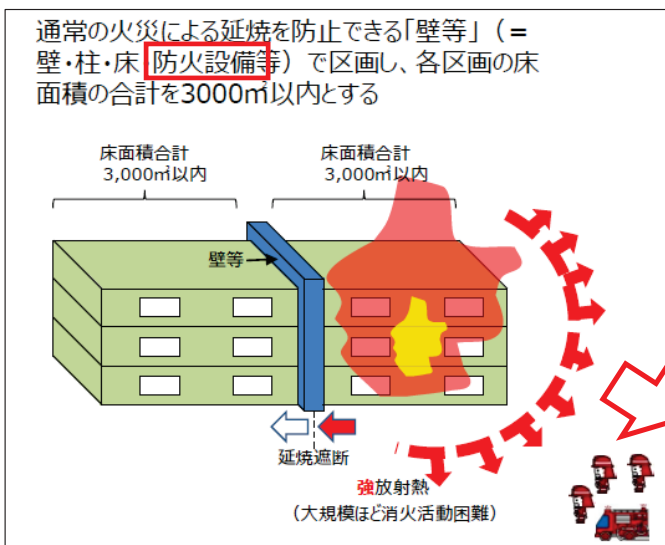 通常の火災による延焼を防止できる「壁等」（＝
壁・柱・床・防火設備等）で区画し、各区画の床
面積の合計を3000㎡以内とする
床面積合計
3,000㎡以内
床面積合計
3,000㎡以内
壁等
延焼遮断
強放射熱
（大規模ほど消火活動困難）